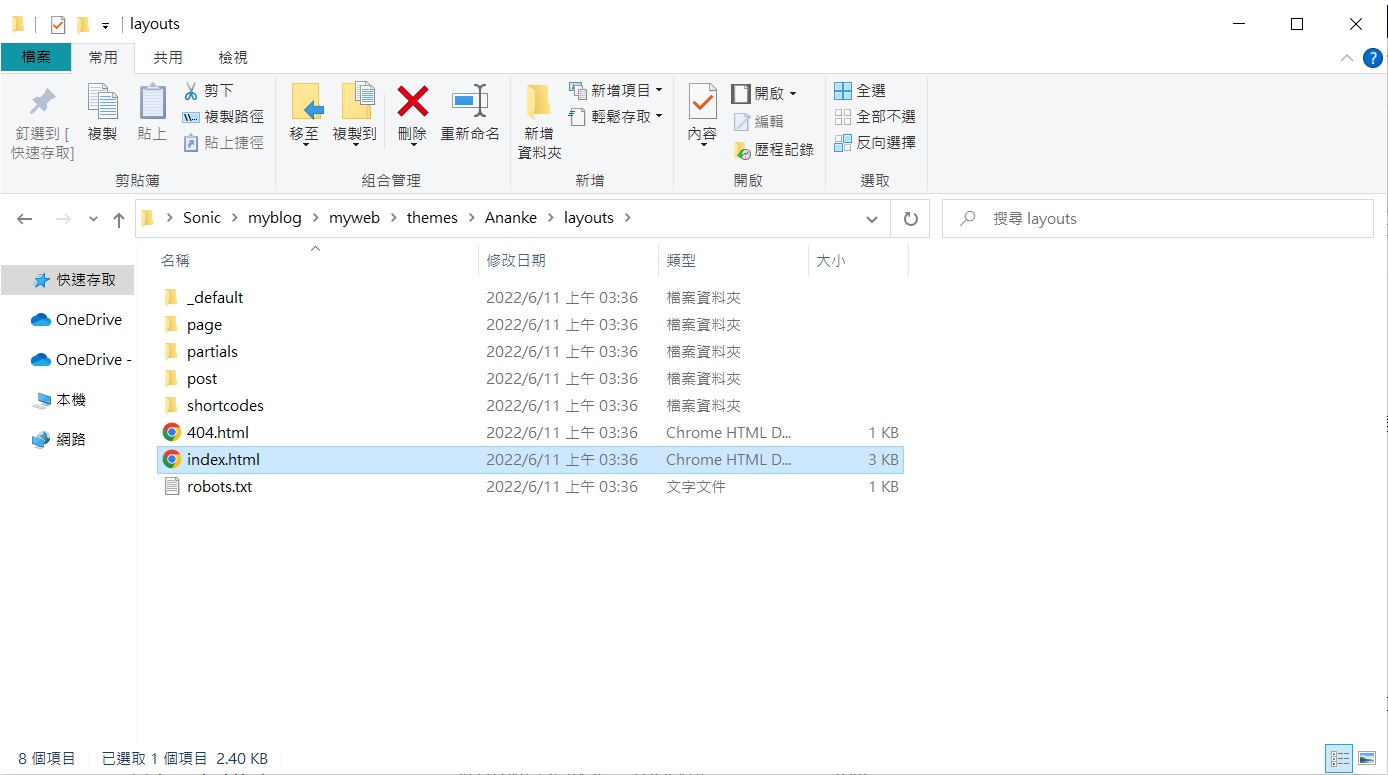 layouts
檔案 常用 共用 檢視
釘選到 [
快速存取]
複製
貼上
剪下
複製路徑
貼上捷徑
剪貼簿
移至
複製到
刪除
重新命名
組合管理
新增
資料夾
新增項目
輕鬆存取
新增
內容
開啟
編輯
歷程記錄
開啟
全選
全部不選
反向選擇
選取
Sonic > myblog > myweb > themes > Ananke > layouts >
搜尋 layouts
快速存取
OneDrive
OneDrive -
本機
網路
名稱 修改日期 類型 大小
_default 2022/6/11 上午 03:36 檔案資料夾
page 2022/6/11 上午 03:36 檔案資料夾
partials 2022/6/11 上午 03:36 檔案資料夾
post 2022/6/11 上午 03:36 檔案資料夾
shortcodes 2022/6/11 上午 03:36 檔案資料夾
404.html 2022/6/11 上午 03:36 Chrome HTML D... 1 KB
index.html 2022/6/11 上午 03:36 Chrome HTML D... 3 KB
robots.txt 2022/6/11 上午 03:36 文字文件 1 KB
8 個項目 已選取 1 個項目 2.40 KB